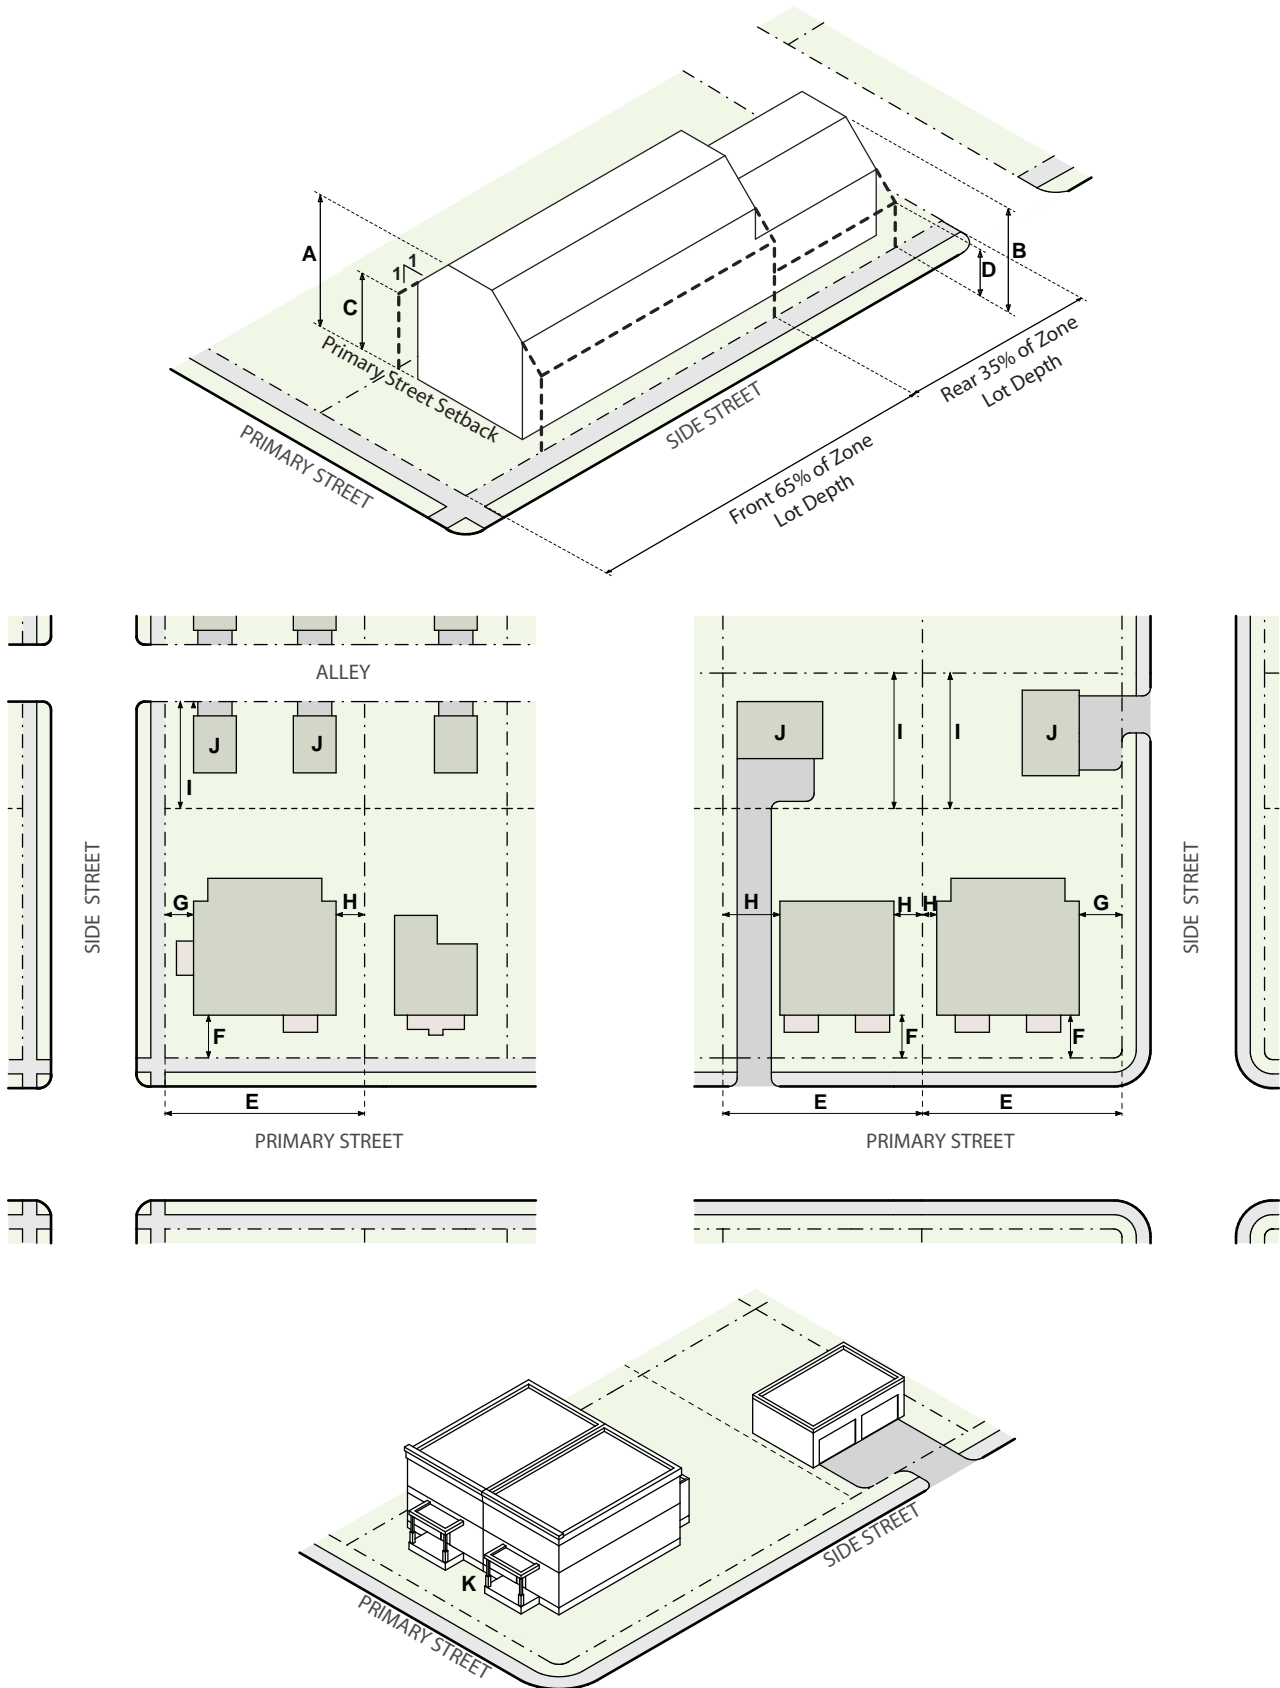 A
B
C
D
1
1
Primary Street Setback
PRIMARY STREET
SIDE STREET
Rear 35% of Zone
Lot Depth
Front 65% of Zone
Lot Depth
ALLEY
J
J
I
SIDE STREET
G
H
F
E
PRIMARY STREET
J
I
I
J
H
H
H
G
SIDE STREET
F
F
E
E
PRIMARY STREET
K
PRIMARY STREET
SIDE STREET